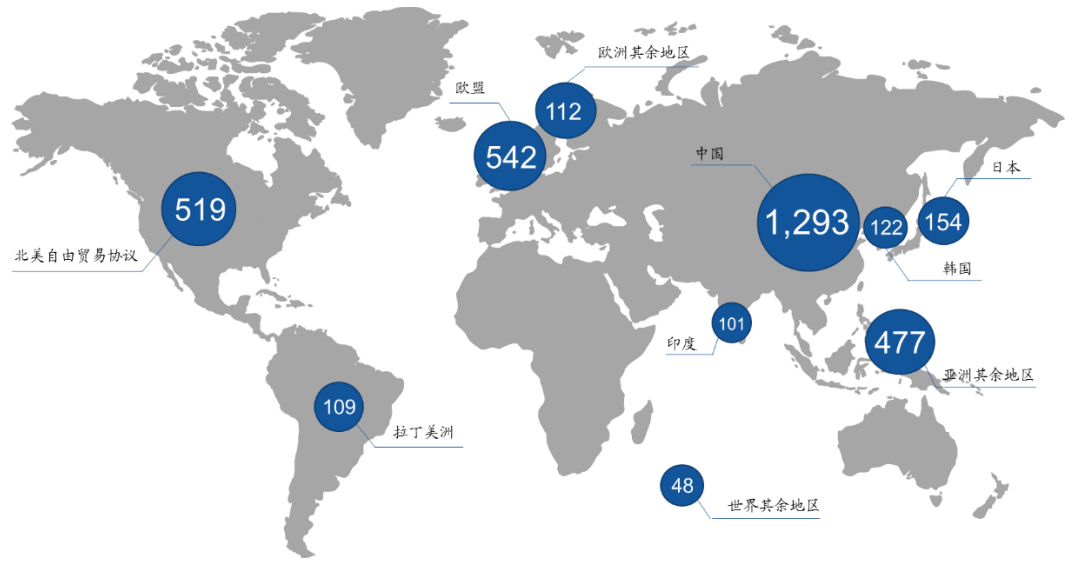 欧洲其余地区
欧盟
112
542
中国
日本
519
1,293
122
154
北美自由贸易协议
韩国
101
印度
477
亚洲其余地区
109
拉丁美洲
48
世界其余地区